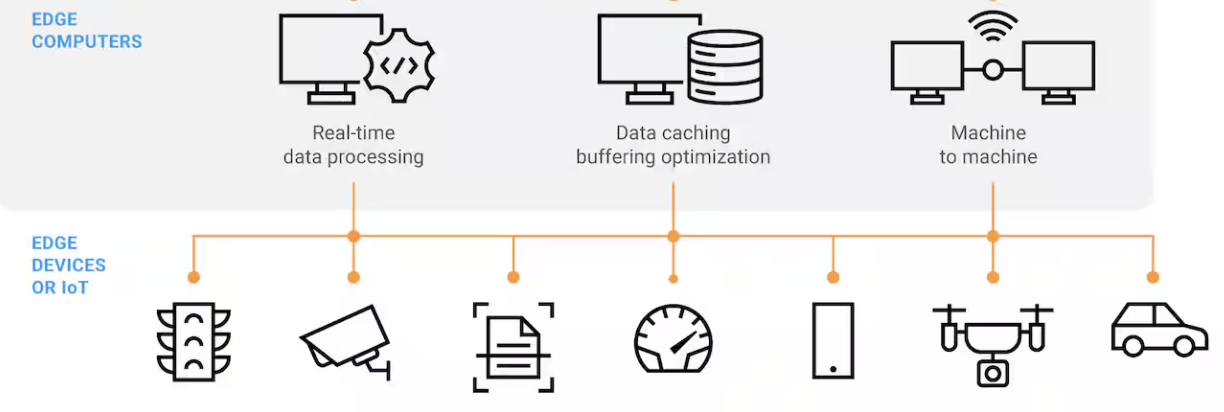 EDGE
COMPUTERS
</>
Real-time
data processing
Data caching
buffering optimization
Machine
to machine
EDGE
DEVICES
OR IoT